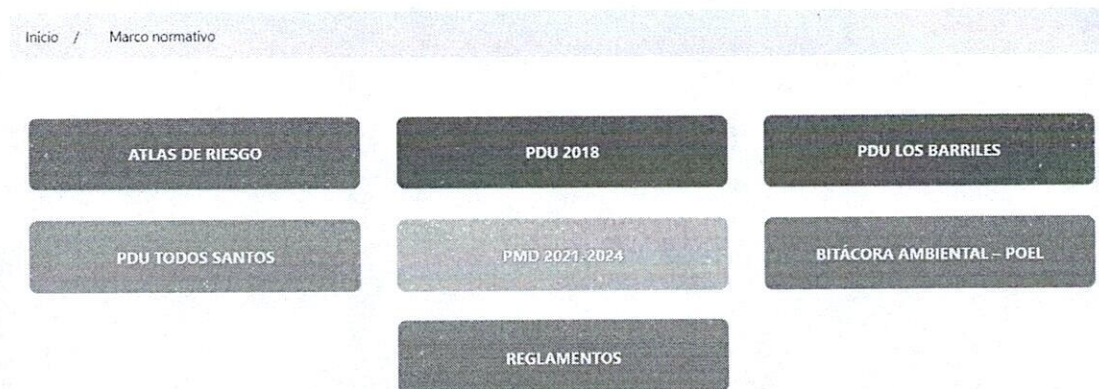 Inicio / Marco normativo
ATLAS DE RIESGO
PDU 2018
PDU LOS BARRILES
PDU TODOS SANTOS
PMD 2021-2024
BITÁCORA AMBIENTAL – POEL
REGLAMENTOS